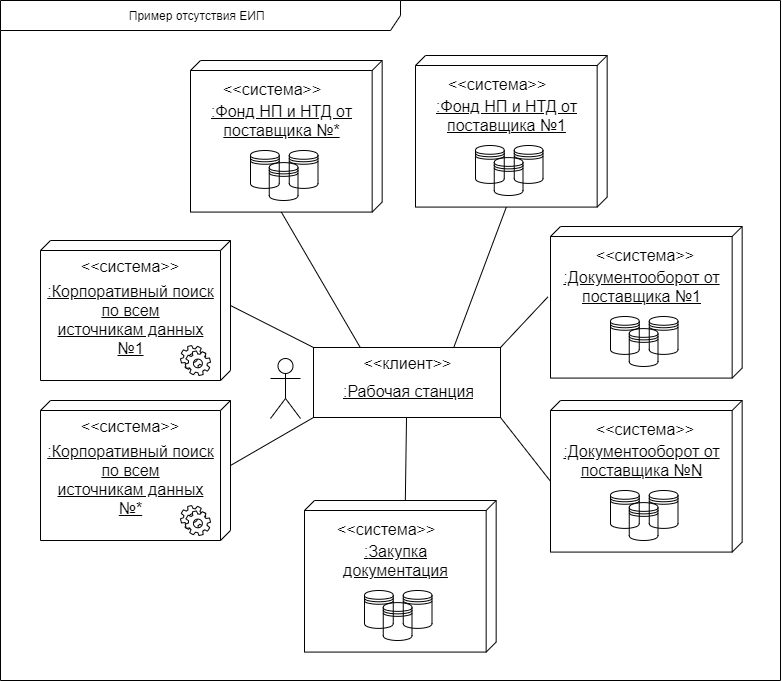 Пример отсутствия ЕИП
<<система>>
:Фонд НП и НТД от
поставщика №*
<<система>>
:Фонд НП и НТД от
поставщика №1
<<система>>
:Корпоративный поиск
по всем
источникам данных
№1
<<система>>
:Документооборот от
поставщика №1
<<клиент>>
:Рабочая станция
<<система>>
:Корпоративный поиск
по всем
источникам данных
№*
<<система>>
:Документооборот от
поставщика №N
<<система>>
:Закупка
документация